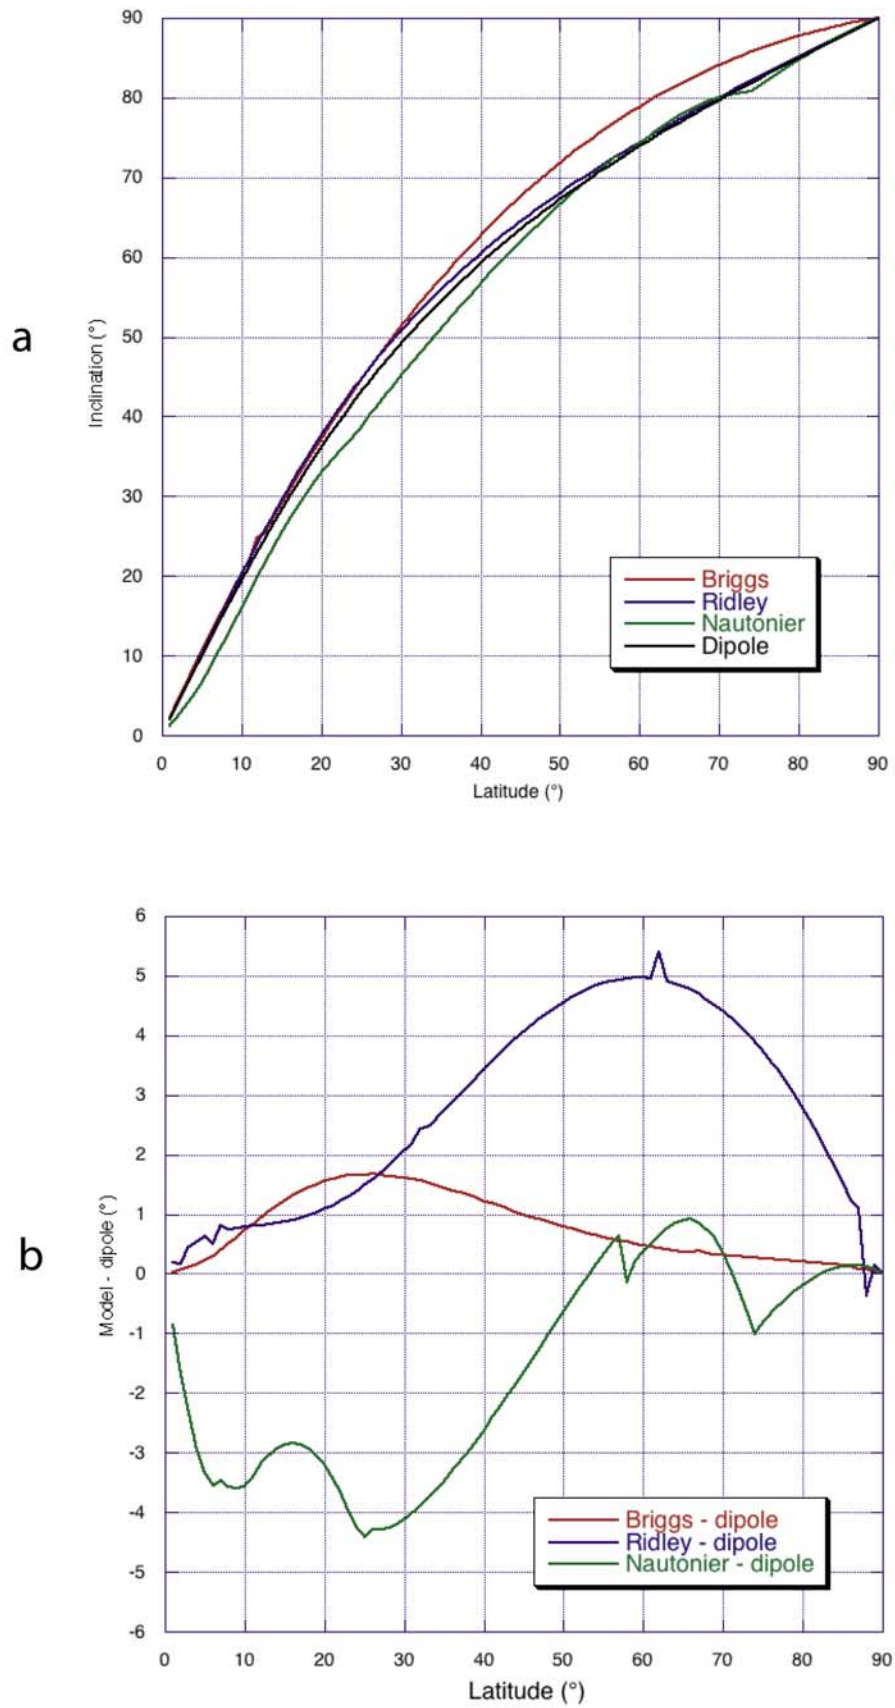 90
80
70
60
50
40
30
20
10
0
a
Inclination (°)
Briggs
Ridley
Nautonier
Dipole
0 10 20 30 40 50 60 70 80 90
Latitude (°)
6
5
4
3
2
1
0
-1
-2
-3
-4
-5
-6
b
Model - dipole (°)
Briggs - dipole
Ridley - dipole
Nautonier - dipole
0 10 20 30 40 50 60 70 80 90
Latitude (°)